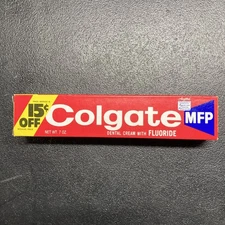 15¢
OFF
Colgate
MFP
NET WT. 7 OZ.
DENTAL CREAM WITH FLUORIDE